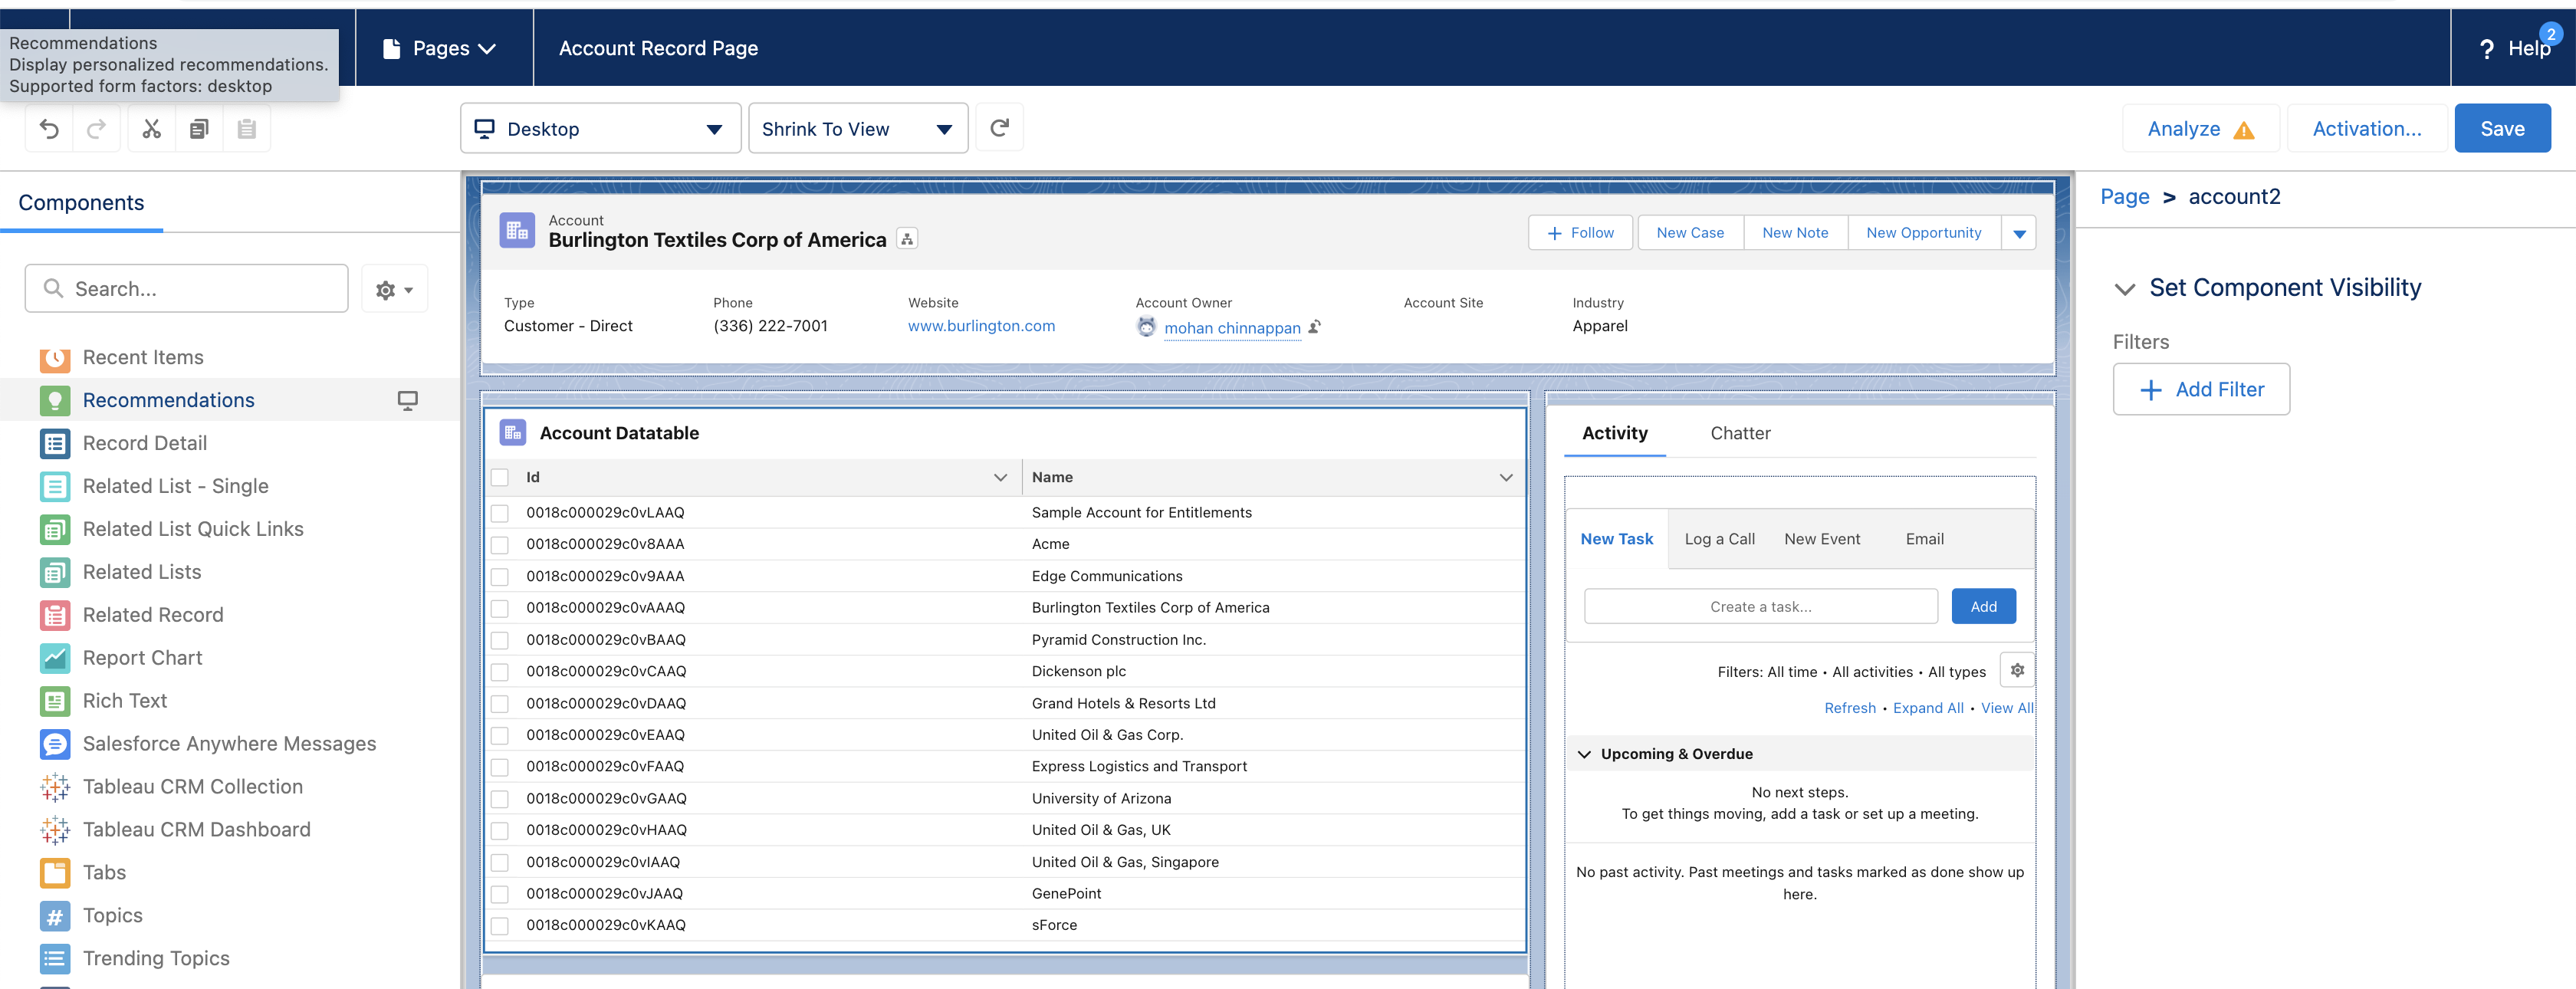 Recommendations
Display personalized recommendations.
Supported form factors: desktop
Pages
Account Record Page
? Help
2
Desktop
Shrink To View
Analyze
Activation...
Save
Components
Search...
Recent Items
Recommendations
Record Detail
Related List - Single
Related List Quick Links
Related Lists
Related Record
Report Chart
Rich Text
Salesforce Anywhere Messages
Tableau CRM Collection
Tableau CRM Dashboard
Tabs
# Topics
Trending Topics
Account
Burlington Textiles Corp of America
+ Follow
New Case
New Note
New Opportunity
Type
Customer - Direct
Phone
(336) 222-7001
Website
www.burlington.com
Account Owner
mohan chinnappan
Account Site
Industry
Apparel
Account Datatable
Id Name
0018c000029c0vLAAQ Sample Account for Entitlements
0018c000029c0v8AAA Acme
0018c000029c0v9AAA Edge Communications
0018c000029c0vAAAQ Burlington Textiles Corp of America
0018c000029c0vBAAQ Pyramid Construction Inc.
0018c000029c0vCAAQ Dickenson plc
0018c000029c0vDAAQ Grand Hotels & Resorts Ltd
0018c000029c0vEAAQ United Oil & Gas Corp.
0018c000029c0vFAAQ Express Logistics and Transport
0018c000029c0vGAAQ University of Arizona
0018c000029c0vHAAQ United Oil & Gas, UK
0018c000029c0vIAAQ United Oil & Gas, Singapore
0018c000029c0vJAAQ GenePoint
0018c000029c0vKAAQ sForce
Activity
Chatter
New Task
Log a Call
New Event
Email
Create a task...
Add
Filters: All time • All activities • All types
Refresh • Expand All • View All
Upcoming & Overdue
No next steps.
To get things moving, add a task or set up a meeting.
No past activity. Past meetings and tasks marked as done show up
here.
Page > account2
Set Component Visibility
Filters
+ Add Filter